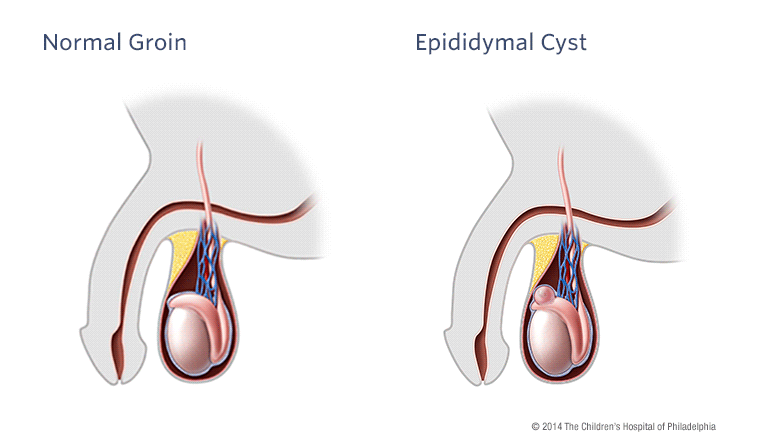 Normal Groin
Epididymal Cyst
© 2014 The Children's Hospital of Philadelphia